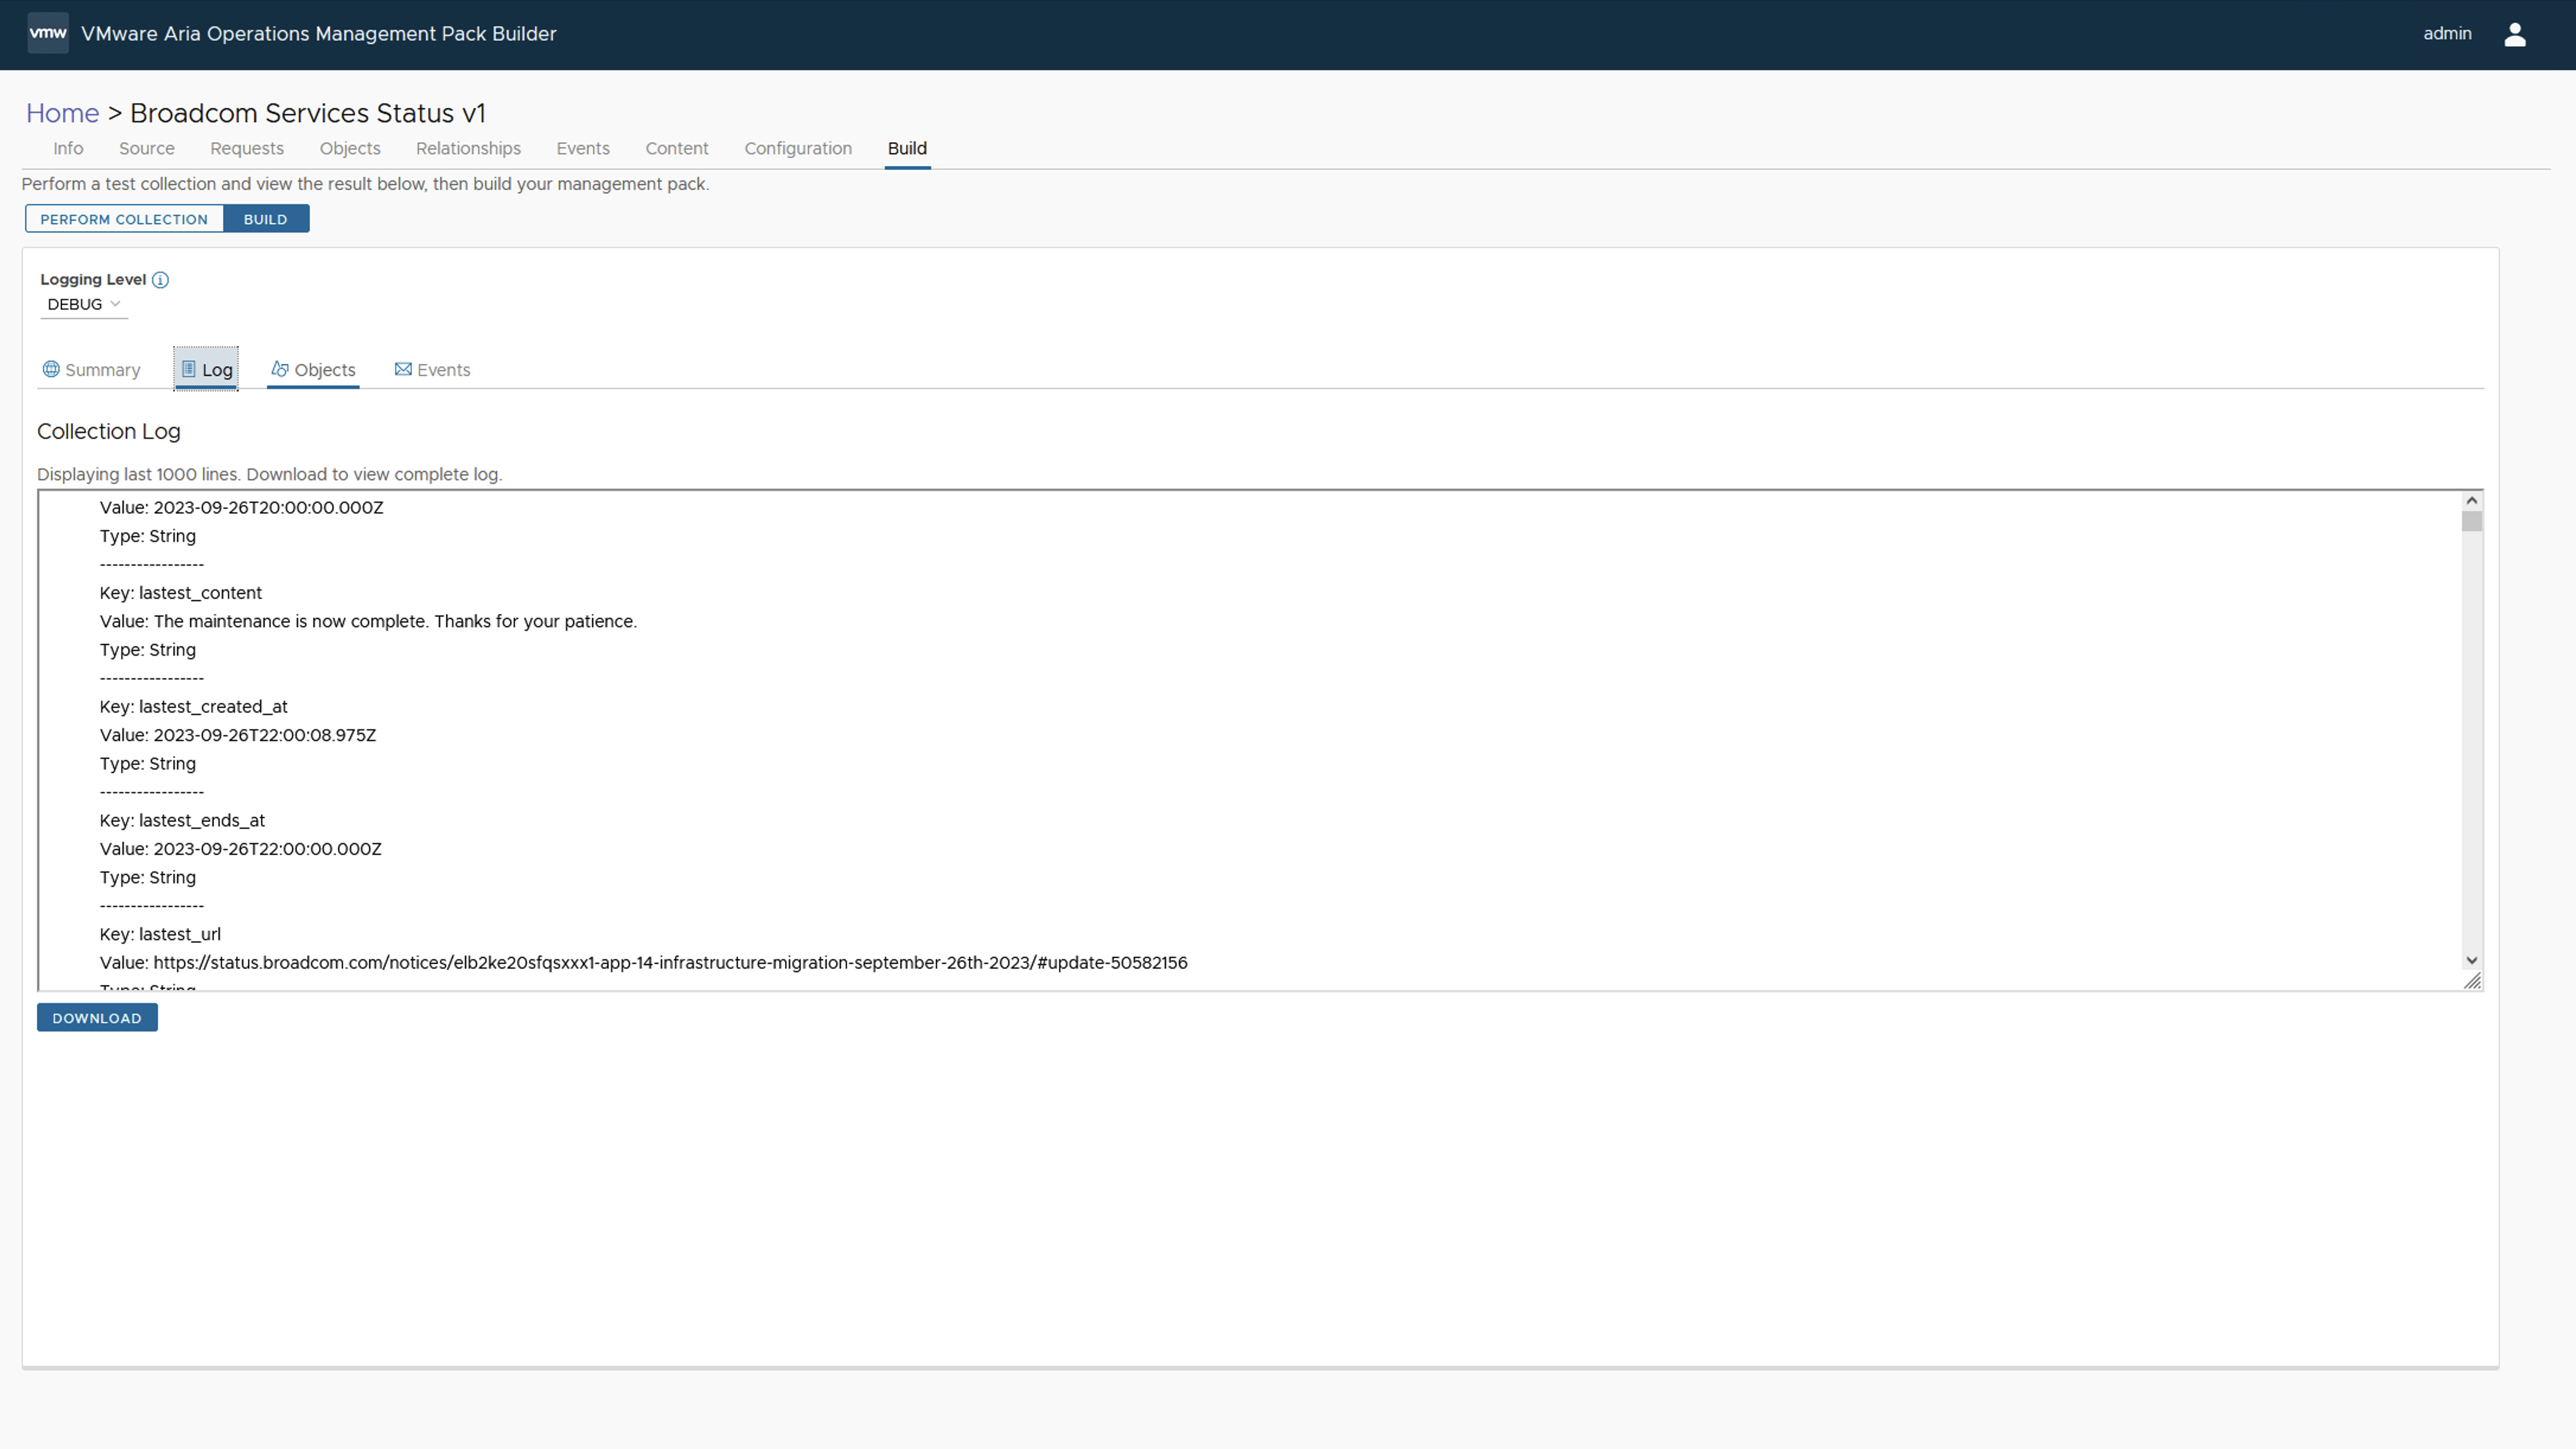 vmw VMware Aria Operations Management Pack Builder admin
Home > Broadcom Services Status v1
Info Source Requests Objects Relationships Events Content Configuration Build
Perform a test collection and view the result below, then build your management pack.
PERFORM COLLECTION BUILD
Logging Level
DEBUG
Summary Log Objects Events
Collection Log
Displaying last 1000 lines. Download to view complete log.
Value: 2023-09-26T20:00:00.000Z
Type: String
-----------------
Key: lastest_content
Value: The maintenance is now complete. Thanks for your patience.
Type: String
-----------------
Key: lastest_created_at
Value: 2023-09-26T22:00:08.975Z
Type: String
-----------------
Key: lastest_ends_at
Value: 2023-09-26T22:00:00.000Z
Type: String
-----------------
Key: lastest_url
Value: https://status.broadcom.com/notices/elb2ke20sfqsxxx1-app-14-infrastructure-migration-september-26th-2023/#update-50582156
Type: String
DOWNLOAD